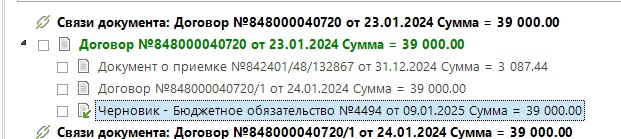 Связи документа: Договор №848000040720 от 23.01.2024 Сумма = 39 000.00
Договор №848000040720 от 23.01.2024 Сумма = 39 000.00
Документ о приемке №842401/48/132867 от 31.12.2024 Сумма = 3 087.44
Договор №848000040720/1 от 24.01.2024 Сумма = 39 000.00
Черновик - Бюджетное обязательство №4494 от 09.01.2025 Сумма = 39 000.00
Связи документа: Договор №848000040720/1 от 24.01.2024 Сумма = 39 000.00